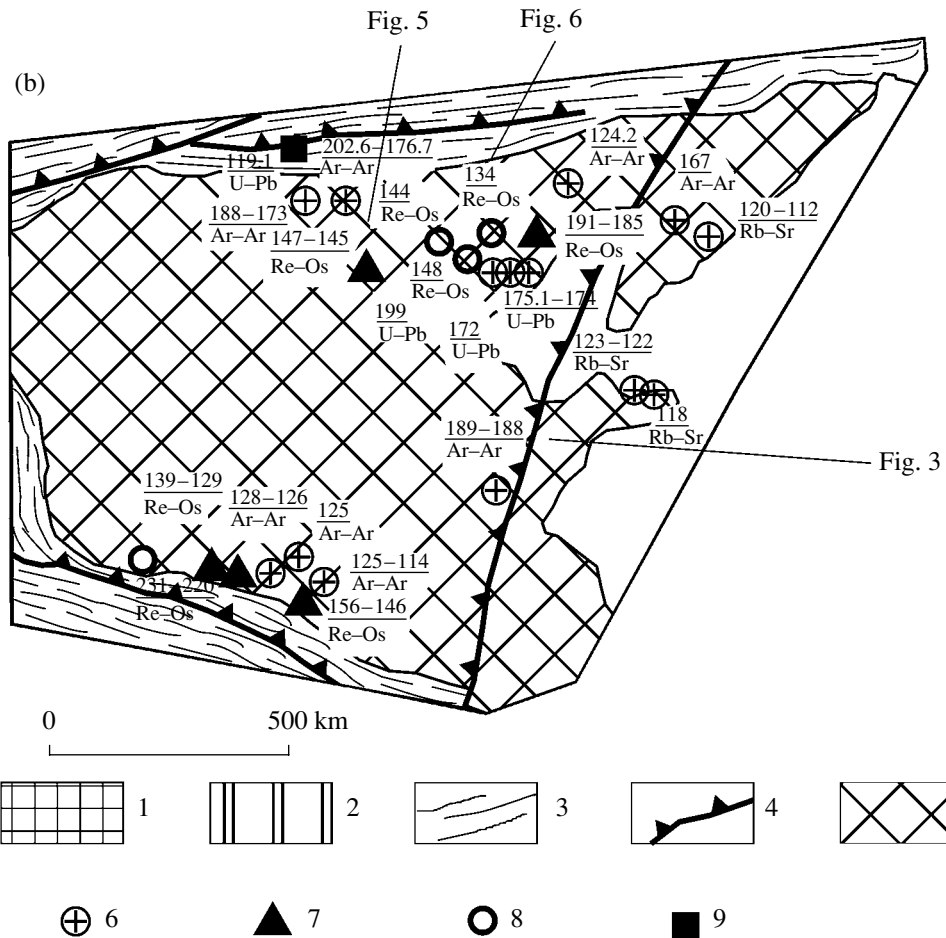 Fig. 5
Fig. 6
(b)
119.1
U–Pb
202.6–176.7
Ar–Ar
124.2
Ar–Ar
167
Ar–Ar
144
Re–Os
134
Re–Os
188–173
Ar–Ar
120–112
Rb–Sr
147–145
Re–Os
191–185
Re–Os
148
Re–Os
175.1–174
U–Pb
199
U–Pb
172
U–Pb
123–122
Rb–Sr
118
Rb–Sr
189–188
Ar–Ar
Fig. 3
139–129
Re–Os
128–126
Ar–Ar
125
Ar–Ar
125–114
Ar–Ar
231–220
Re–Os
156–146
Re–Os
0 500 km
1 2 3 4
6 7 8 9